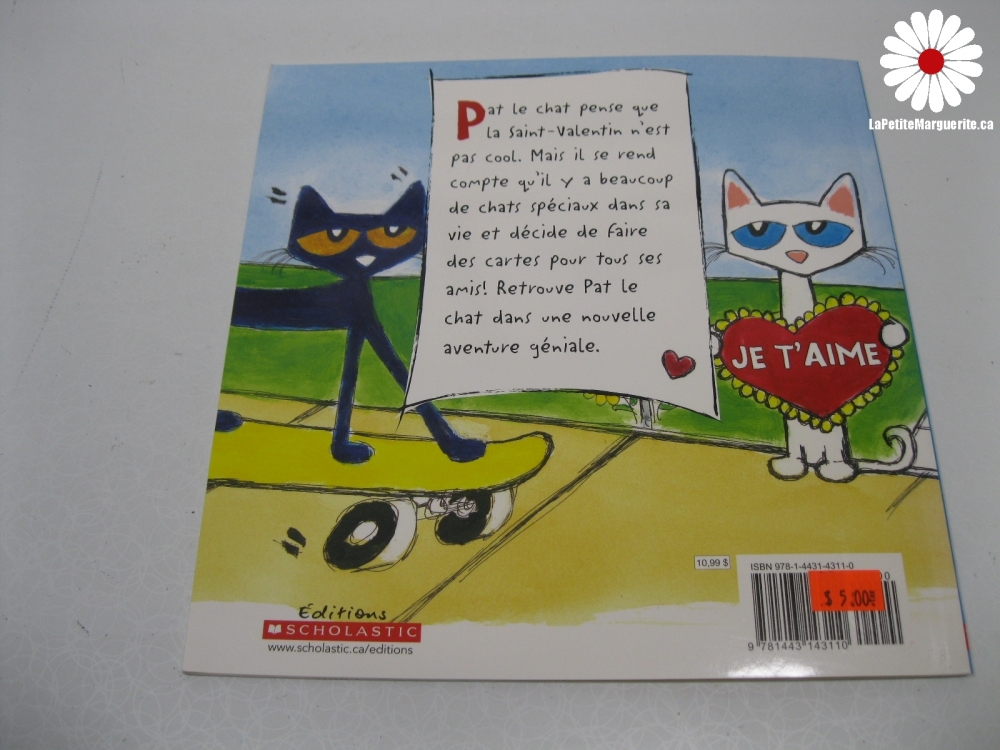 LaPetiteMarguerite.ca
Pat le chat pense que
la Saint-Valentin n'est
pas cool. Mais il se rend
compte qu'il y a beaucoup
de chats spéciaux dans sa
vie et décide de faire
des cartes pour tous ses
amis! Retrouve Pat le
chat dans une nouvelle
aventure géniale.
JE T'AIME
10,99 $
ISBN 978-1-4431-4311-0
$ 5.00
9 781443 143110
Éditions
SCHOLASTIC
www.scholastic.ca/editions